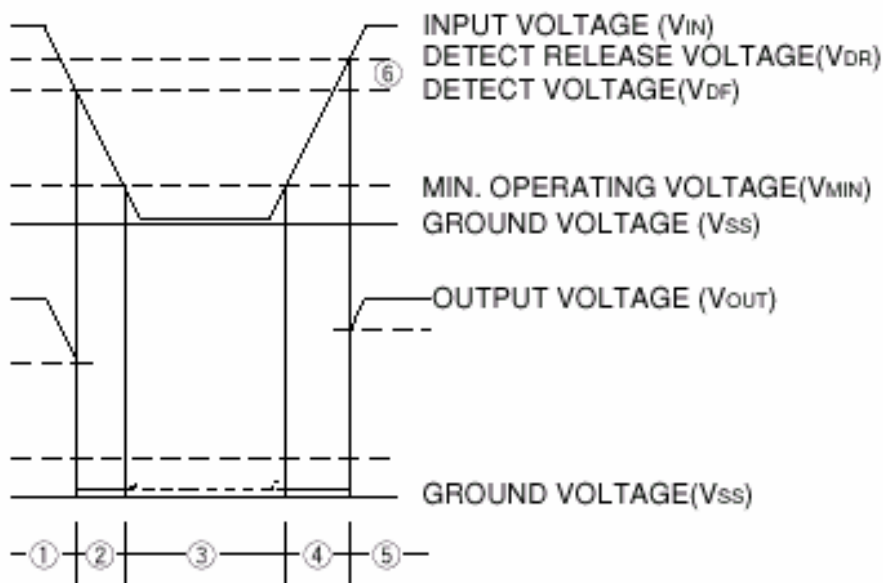 INPUT VOLTAGE (VIN)
DETECT RELEASE VOLTAGE(VDR)
⑥
DETECT VOLTAGE(VDF)
MIN. OPERATING VOLTAGE(VMIN)
GROUND VOLTAGE (VSS)
OUTPUT VOLTAGE (VOUT)
GROUND VOLTAGE(VSS)
① ② ③ ④ ⑤